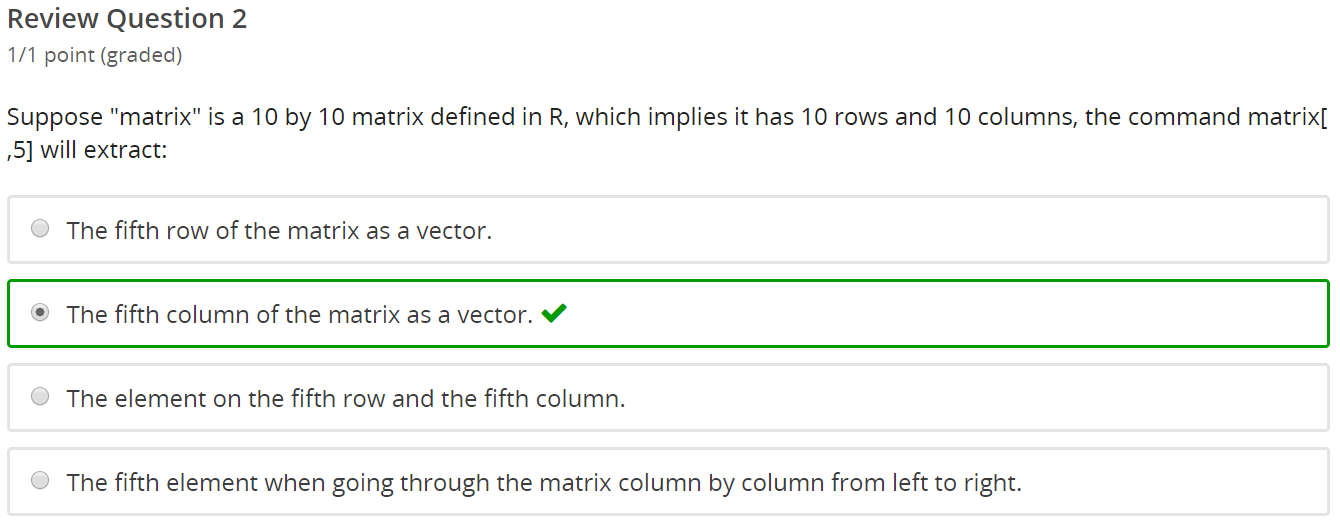 Review Question 2
1/1 point (graded)
Suppose "matrix" is a 10 by 10 matrix defined in R, which implies it has 10 rows and 10 columns, the command matrix[
,5] will extract:
The fifth row of the matrix as a vector.
The fifth column of the matrix as a vector.
The element on the fifth row and the fifth column.
The fifth element when going through the matrix column by column from left to right.